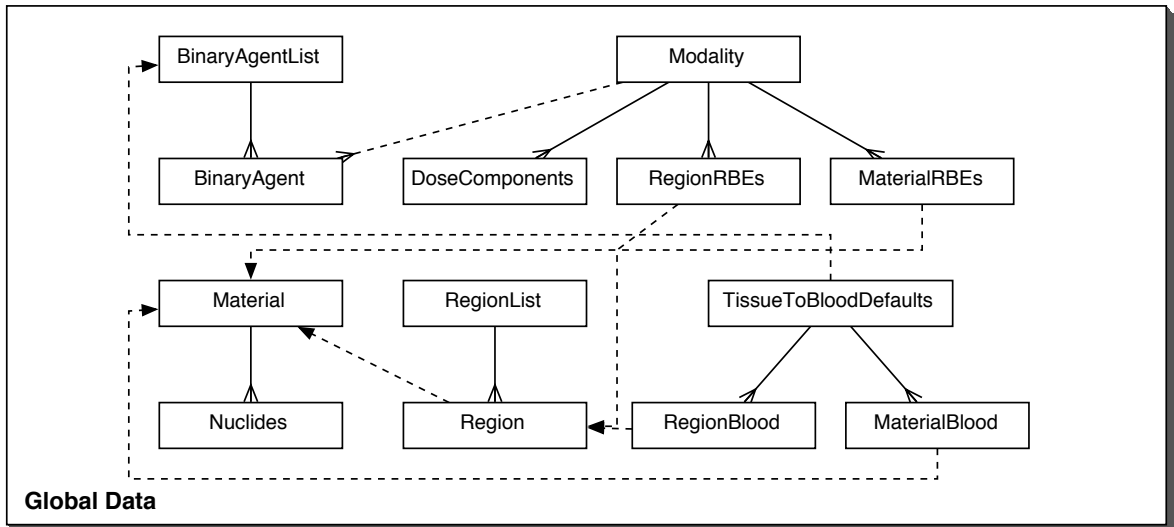 BinaryAgentList
Modality
BinaryAgent
DoseComponents
RegionRBEs
MaterialRBEs
Material
RegionList
TissueToBloodDefaults
Nuclides
Region
RegionBlood
MaterialBlood
Global Data